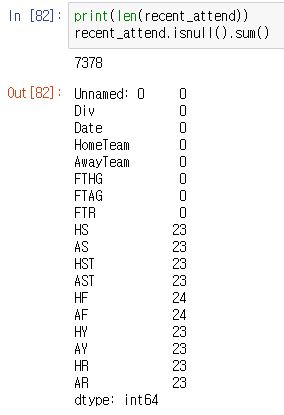 In [82]: print(len(recent_attend))
recent_attend.isnull().sum()
7378
Out[82]: Unnamed: 0 0
Div 0
Date 0
HomeTeam 0
AwayTeam 0
FTHG 0
FTAG 0
FTR 0
HS 23
AS 23
HST 23
AST 23
HF 24
AF 24
HY 23
AY 23
HR 23
AR 23
dtype: int64